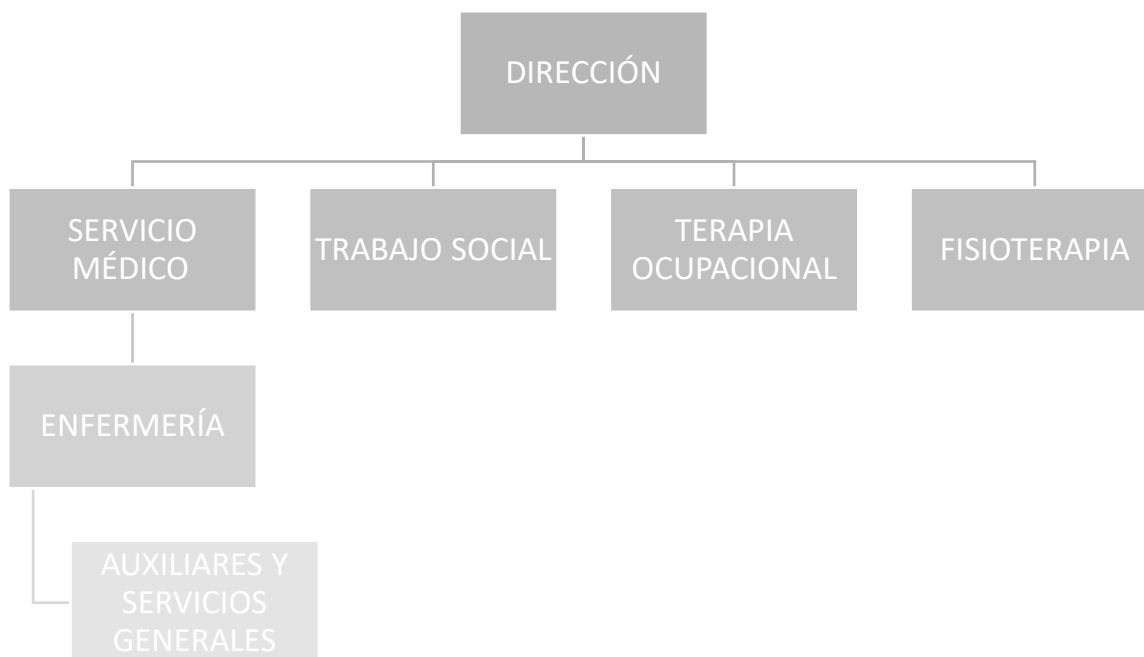 DIRECCIÓN
SERVICIO
MÉDICO
TRABAJO SOCIAL
TERAPIA
OCUPACIONAL
FISIOTERAPIA
ENFERMERÍA
AUXILIARES Y
SERVICIOS
GENERALES